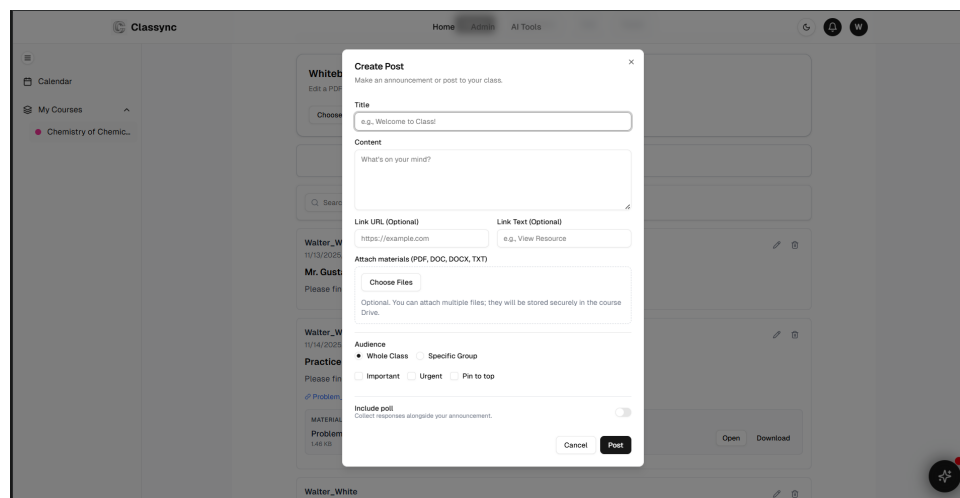 Classync
Home Admin AI Tools
W
Calendar
My Courses
Chemistry of Chemic...
Whiteb
Edit a PDF
Choose
Searc
Walter_W
11/13/2025
Mr. Gust
Please fin
Walter_W
11/14/2025
Practice
Please fin
Problem_
MATERIAL
Problem
1.48 KB
Open Download
Walter_White
Create Post
Make an announcement or post to your class.
Title
e.g., Welcome to Class!
Content
What's on your mind?
Link URL (Optional) Link Text (Optional)
https://example.com e.g., View Resource
Attach materials (PDF, DOC, DOCX, TXT)
Choose Files
Optional. You can attach multiple files; they will be stored securely in the course
Drive.
Audience
Whole Class Specific Group
Important Urgent Pin to top
Include poll
Collect responses alongside your announcement.
Cancel Post